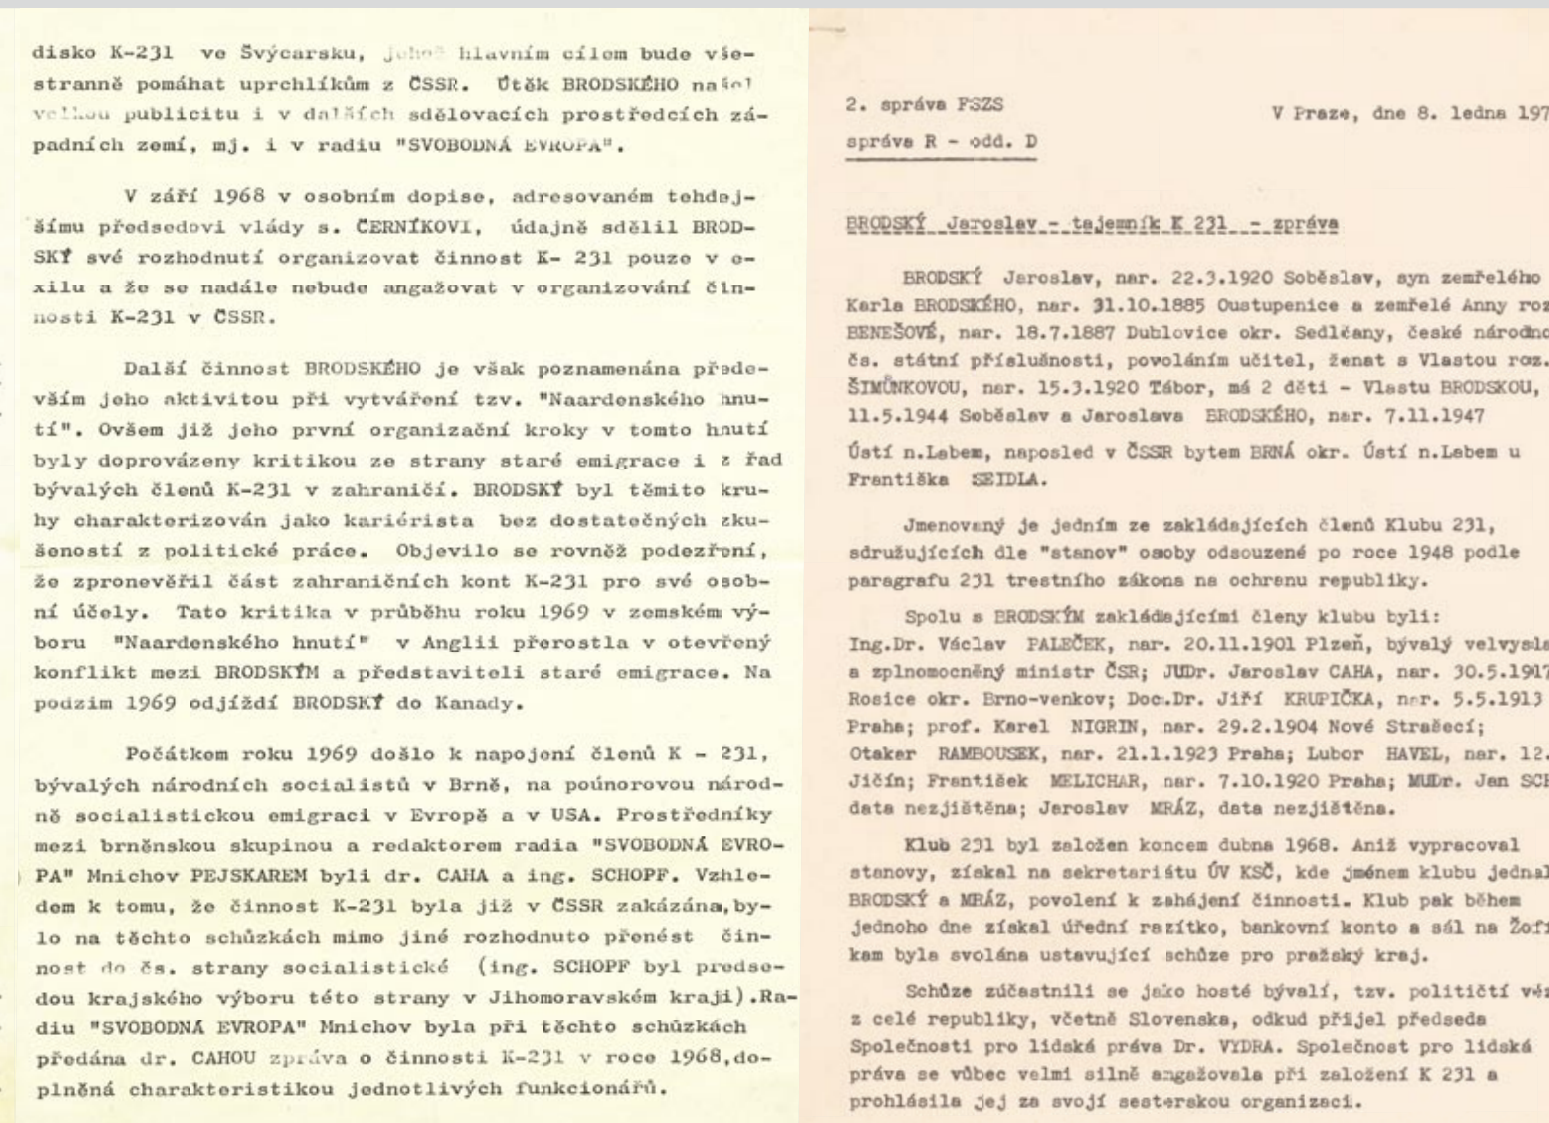 disko K-231 ve Švýcarsku, jehož hlavním cílem bude vše-
stranně pomáhat uprchlíkům z ČSSR. Útěk BRODSKÉHO našel
velkou publicitu i v dalších sdělovacích prostředcích zá-
padních zemí, mj. i v radiu "SVOBODNÁ EVROPA".
V září 1968 v osobním dopise, adresovaném tehdej-
šímu předsedovi vlády s. ČERNÍKOVI, údajně sdělil BROD-
SKÝ své rozhodnutí organizovat činnost K- 231 pouze v e-
xilu a že se nadále nebude angažovat v organizování čin-
nosti K-231 v ČSSR.
Další činnost BRODSKÉHO je však poznamenána přede-
vším jeho aktivitou při vytváření tzv. "Naardenského hnu-
tí". Ovšem již jeho první organizační kroky v tomto hnutí
byly doprovázeny kritikou ze strany staré emigrace i z řad
bývalých členů K-231 v zahraničí. BRODSKÝ byl těmito kru-
hy charakterizován jako kariérista bez dostatečných zku-
šeností z politické práce. Objevilo se rovněž podezření,
že zpronevěřil část zahraničních kont K-231 pro své osob-
ní účely. Tato kritika v průběhu roku 1969 v zemském vý-
boru "Naardenského hnutí" v Anglii přerostla v otevřený
konflikt mezi BRODSKÝM a představiteli staré emigrace. Na
podzim 1969 odjíždí BRODSKÝ do Kanady.
Počátkem roku 1969 došlo k napojení členů K - 231,
bývalých národních socialistů v Brně, na poúnorovou národ-
ně socialistickou emigraci v Evropě a v USA. Prostředníky
mezi brněnskou skupinou a redaktorem radia "SVOBODNÁ EVRO-
PA" Mnichov PEJSKAREM byli dr. CAHA a ing. SCHOPF. Vzhle-
dem k tomu, že činnost K-231 byla již v ČSSR zakázána,by-
lo na těchto schůzkách mimo jiné rozhodnuto přenést čin-
nost do čs. strany socialistické (ing. SCHOPF byl předse-
dou krajského výboru této strany v Jihomoravském kraji).Ra-
diu "SVOBODNÁ EVROPA" Mnichov byla při těchto schůzkách
předána dr. CAHOU zpráva o činnosti K-231 v roce 1968,do-
plněná charakteristikou jednotlivých funkcionářů.
2. správa FSZS
V Praze, dne 8. ledna 197
správa R - odd. D
BRODSKÝ Jaroslav - tajemník K 231 - zpráva
BRODSKÝ Jaroslav, nar. 22.3.1920 Soběslav, syn zemřelého
Karla BRODSKÉHO, nar. 31.10.1885 Oustupenice a zemřelé Anny roz
BENEŠOVÉ, nar. 18.7.1887 Dublovice okr. Sedlčany, české národno
čs. státní příslušnosti, povoláním učitel, ženat s Vlastou roz.
ŠIMŮNKOVOU, nar. 15.3.1920 Tábor, má 2 děti - Vlastu BRODSKOU,
11.5.1944 Soběslav a Jaroslava BRODSKÉHO, nar. 7.11.1947
Ústí n.Labem, naposled v ČSSR bytem BRNÁ okr. Ústí n.Labem u
Františka SEIDLA.
Jmenovaný je jedním ze zakládajících členů Klubu 231,
sdružujících dle "stanov" osoby odsouzené po roce 1948 podle
paragrafu 231 trestního zákona na ochranu republiky.
Spolu s BRODSKÝM zakládajícími členy klubu byli:
Ing.Dr. Václav PALEČEK, nar. 20.11.1901 Plzeň, bývalý velvysla
a zplnomocněný ministr ČSR; JUDr. Jaroslav CAHA, nar. 30.5.1917
Rosice okr. Brno-venkov; Doc.Dr. Jiří KRUPIČKA, nar. 5.5.1913
Praha; prof. Karel NIGRIN, nar. 29.2.1904 Nové Strašecí;
Otakar RAMBOUSEK, nar. 21.1.1923 Praha; Lubor HAVEL, nar. 12.
Jičín; František MELICHAR, nar. 7.10.1920 Praha; MUDr. Jan SCH
data nezjištěna; Jaroslav MRÁZ, data nezjištěna.
Klub 231 byl založen koncem dubna 1968. Aniž vypracoval
stanovy, získal na sekretariátu ÚV KSČ, kde jménem klubu jednal
BRODSKÝ a MRÁZ, povolení k zahájení činnosti. Klub pak během
jednoho dne získal úřední razítko, bankovní konto a sál na Žofí
kam byla svolána ustavující schůze pro pražský kraj.
Schůze zúčastnili se jako hosté bývalí, tzv. političtí věz
z celé republiky, včetně Slovenska, odkud přijel předseda
Společnosti pro lidská práva Dr. VYDRA. Společnost pro lidská
práva se vůbec velmi silně angažovala při založení K 231 a
prohlásila jej za svojí sesterskou organizaci.